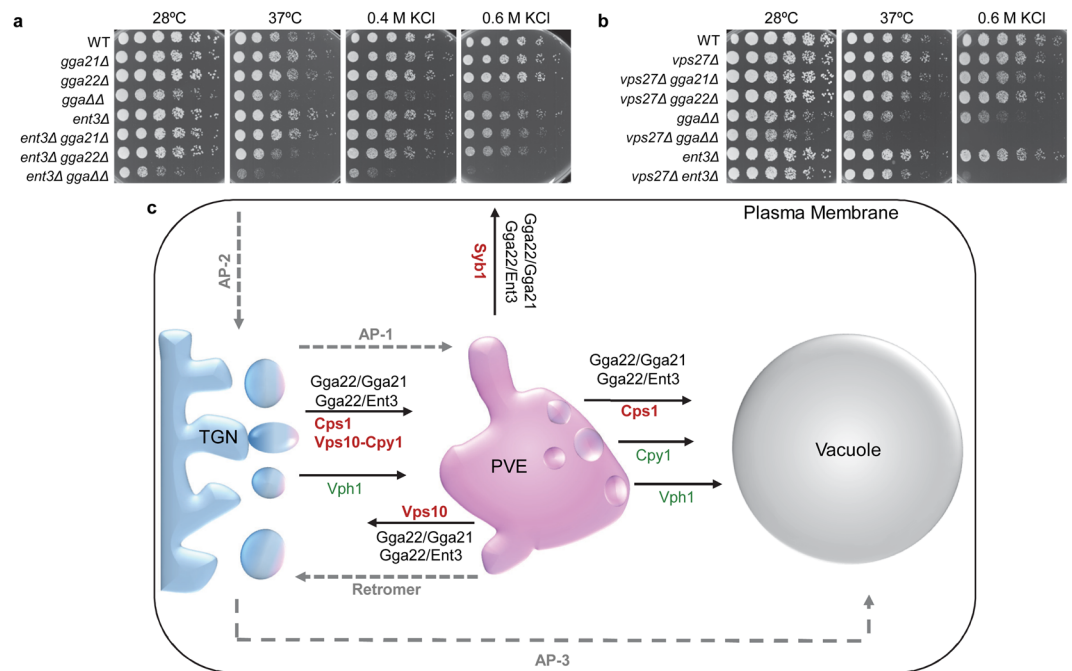 a
28ºC 37ºC 0.4 M KCl 0.6 M KCl
WT
gga21Δ
gga22Δ
ggaΔΔ
ent3Δ
ent3Δ gga21Δ
ent3Δ gga22Δ
ent3Δ ggaΔΔ
b
28ºC 37ºC 0.6 M KCl
WT
vps27Δ
vps27Δ gga21Δ
vps27Δ gga22Δ
ggaΔΔ
vps27Δ ggaΔΔ
ent3Δ
vps27Δ ent3Δ
c
Plasma Membrane
AP-2
Syb1
Gga22/Gga21
Gga22/Ent3
AP-1
Gga22/Gga21
Gga22/Ent3
Cps1
Vps10-Cpy1
TGN
Vph1
Vps10
Gga22/Gga21
Gga22/Ent3
Retromer
PVE
Gga22/Gga21
Gga22/Ent3
Cps1
Cpy1
Vph1
Vacuole
AP-3